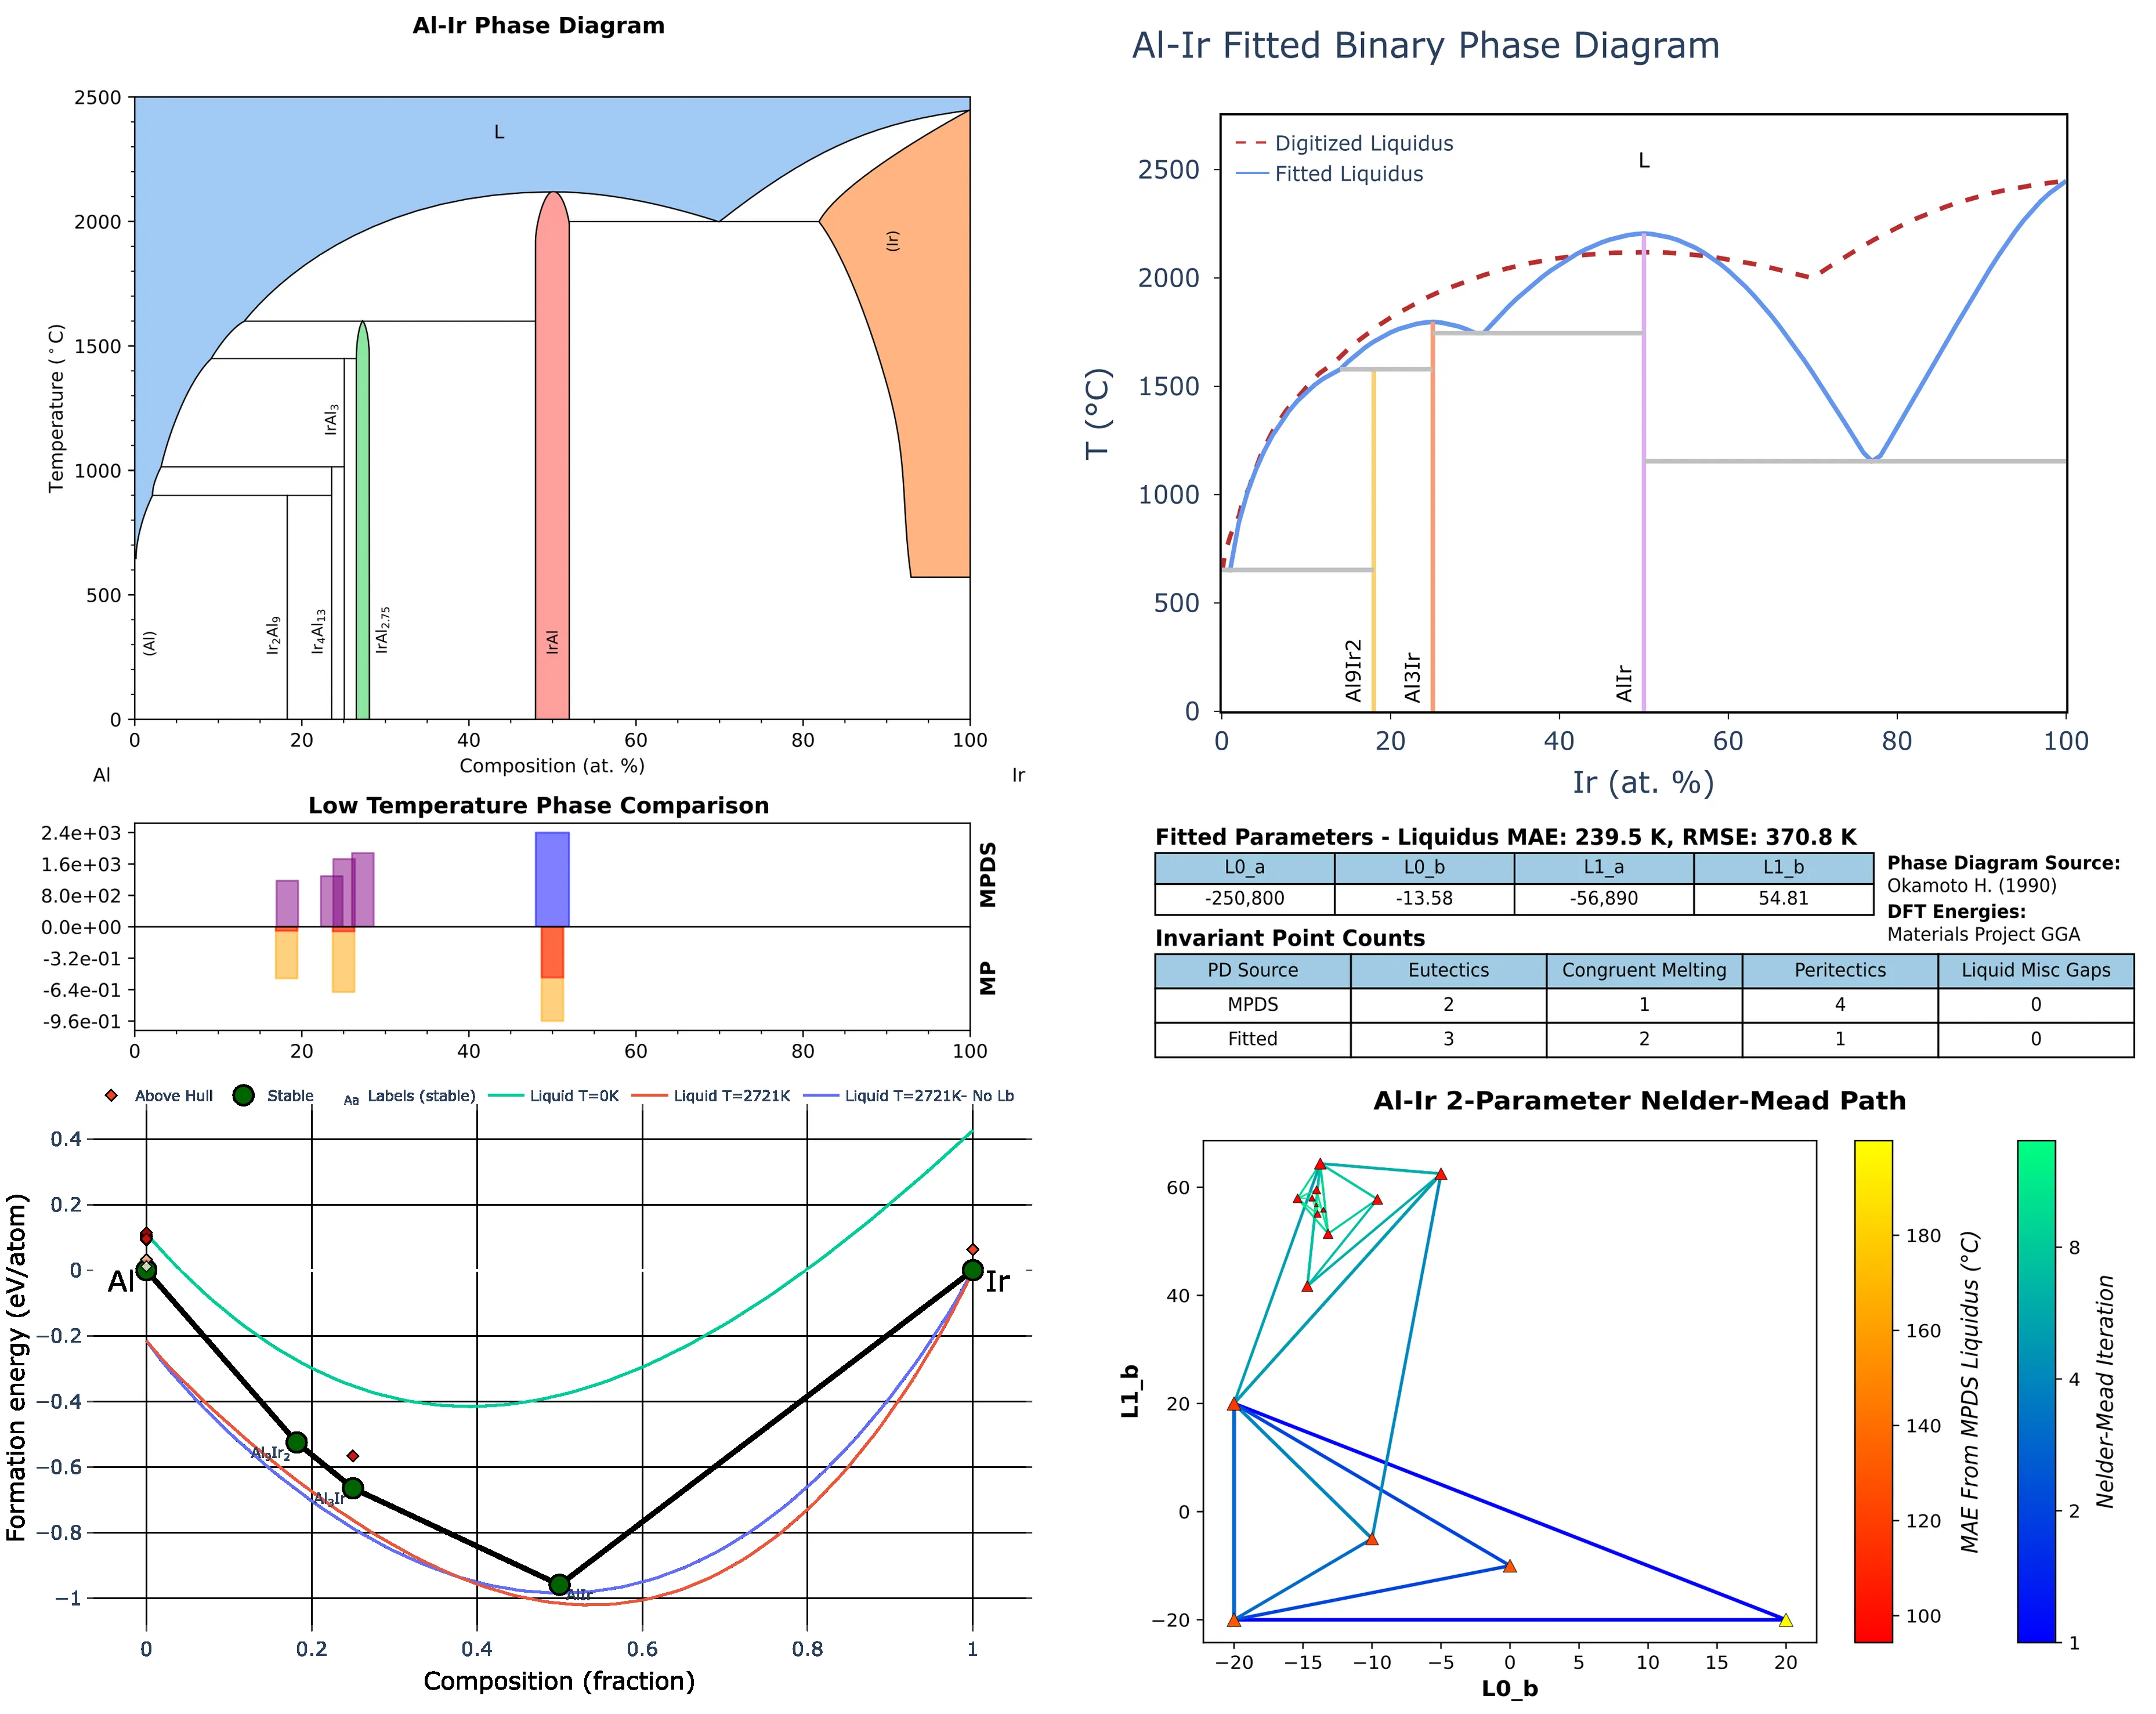 Al-Ir Phase Diagram
2500
2000
1500
1000
500
0
Temperature (°C)
L
(Ir)
IrAl3
(Al)
Ir2Al9
Ir4Al13
IrAl2.75
IrAl
0 20 40 60 80 100
Composition (at. %)
Al Ir
Al-Ir Fitted Binary Phase Diagram
Digitized Liquidus
Fitted Liquidus
L
2500
2000
1500
1000
500
0
T (°C)
Al9Ir2
Al3Ir
AlIr
0 20 40 60 80 100
Ir (at. %)
Low Temperature Phase Comparison
2.4e+03
1.6e+03
8.0e+02
0.0e+00
-3.2e-01
-6.4e-01
-9.6e-01
MPDS
MP
0 20 40 60 80 100
Fitted Parameters - Liquidus MAE: 239.5 K, RMSE: 370.8 K
L0_a L0_b L1_a L1_b
-250,800 -13.58 -56,890 54.81
Phase Diagram Source:
Okamoto H. (1990)
DFT Energies:
Materials Project GGA
Invariant Point Counts
PD Source Eutectics Congruent Melting Peritectics Liquid Misc Gaps
MPDS 2 1 4 0
Fitted 3 2 1 0
Above Hull Stable Aa Labels (stable) Liquid T=0K Liquid T=2721K Liquid T=2721K- No Lb
0.4
0.2
0
−0.2
−0.4
−0.6
−0.8
−1
Formation energy (eV/atom)
Al
Ir
Al9Ir2
Al3Ir
AlIr
0 0.2 0.4 0.6 0.8 1
Composition (fraction)
Al-Ir 2-Parameter Nelder-Mead Path
60
40
20
0
−20
L1_b
−20 −15 −10 −5 0 5 10 15 20
L0_b
180
160
140
120
100
MAE From MPDS Liquidus (°C)
8
4
2
1
Nelder-Mead Iteration